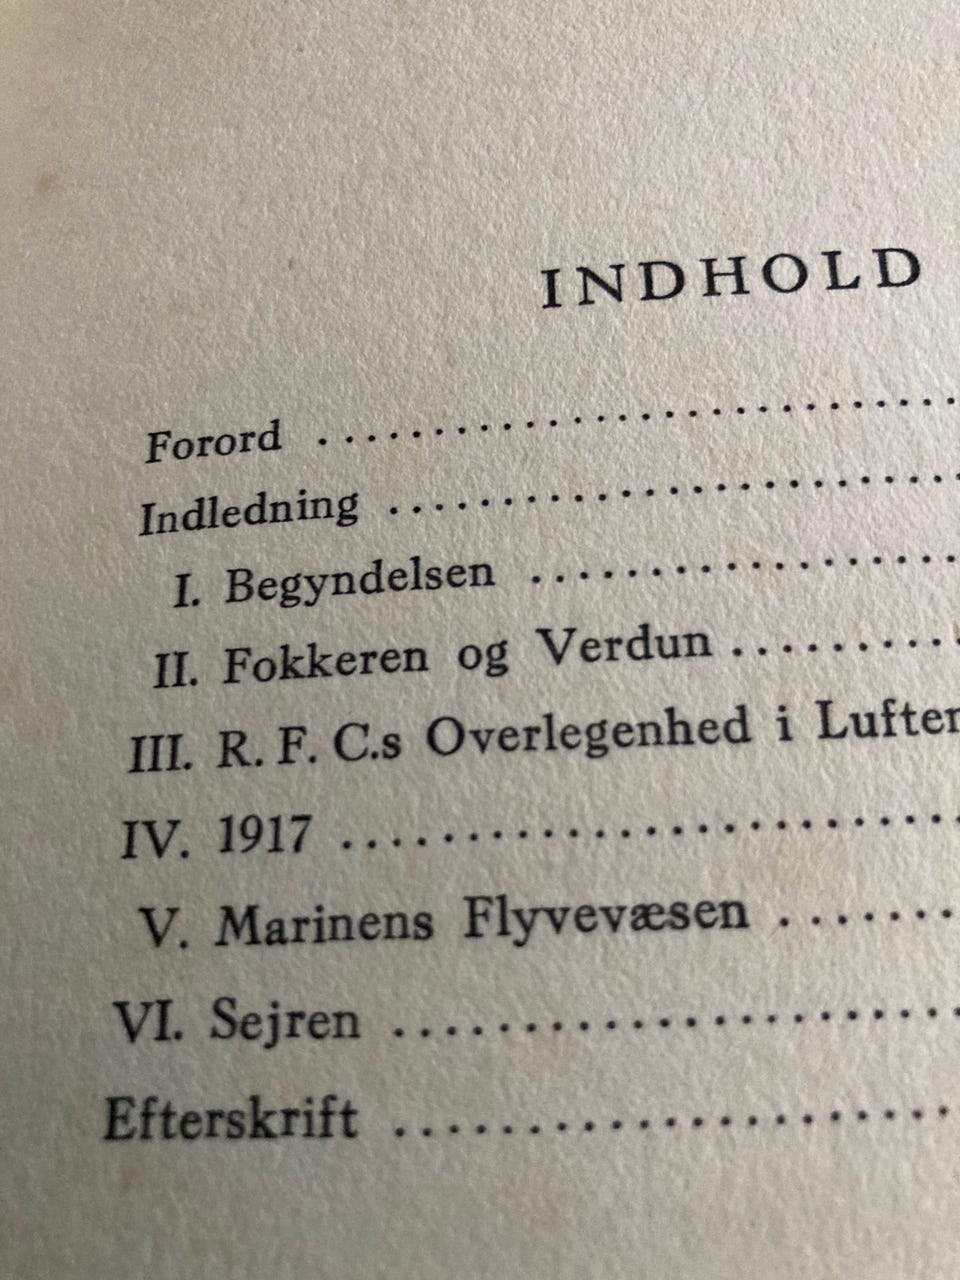 INDHOLD
Forord ..............................
Indledning ..........................
I. Begyndelsen ....................
II. Fokkeren og Verdun ..........
III. R. F. C.s Overlegenhed i
IV. 1917 ..........................
V. Marinens Flyvevæsen .......
VI. Sejren ........................
Efterskrift ........................